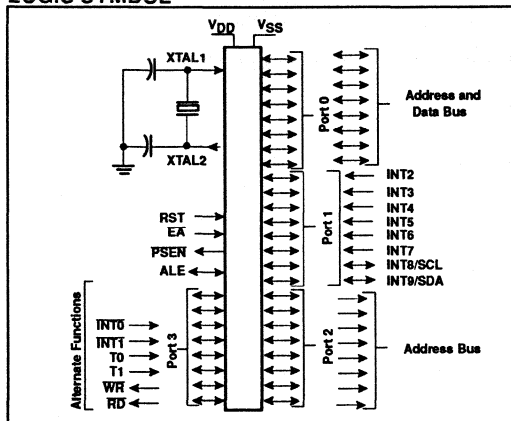 LOGIC SYMBOL
VDD VSS
XTAL1
XTAL2
Port 0
Address and
Data Bus
RST
EA
PSEN
ALE
Port 1
INT2
INT3
INT4
INT5
INT6
INT7
INT8/SCL
INT9/SDA
Alternate Functions
INT0
INT1
T0
T1
WR
RD
Port 3
Port 2
Address Bus